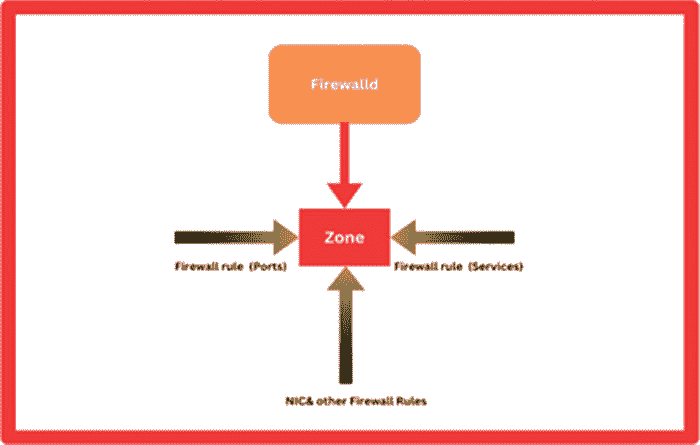 Firewalld
Zone
Firewall rule (Ports)
Firewall rule (Services)
NIC& other Firewall Rules